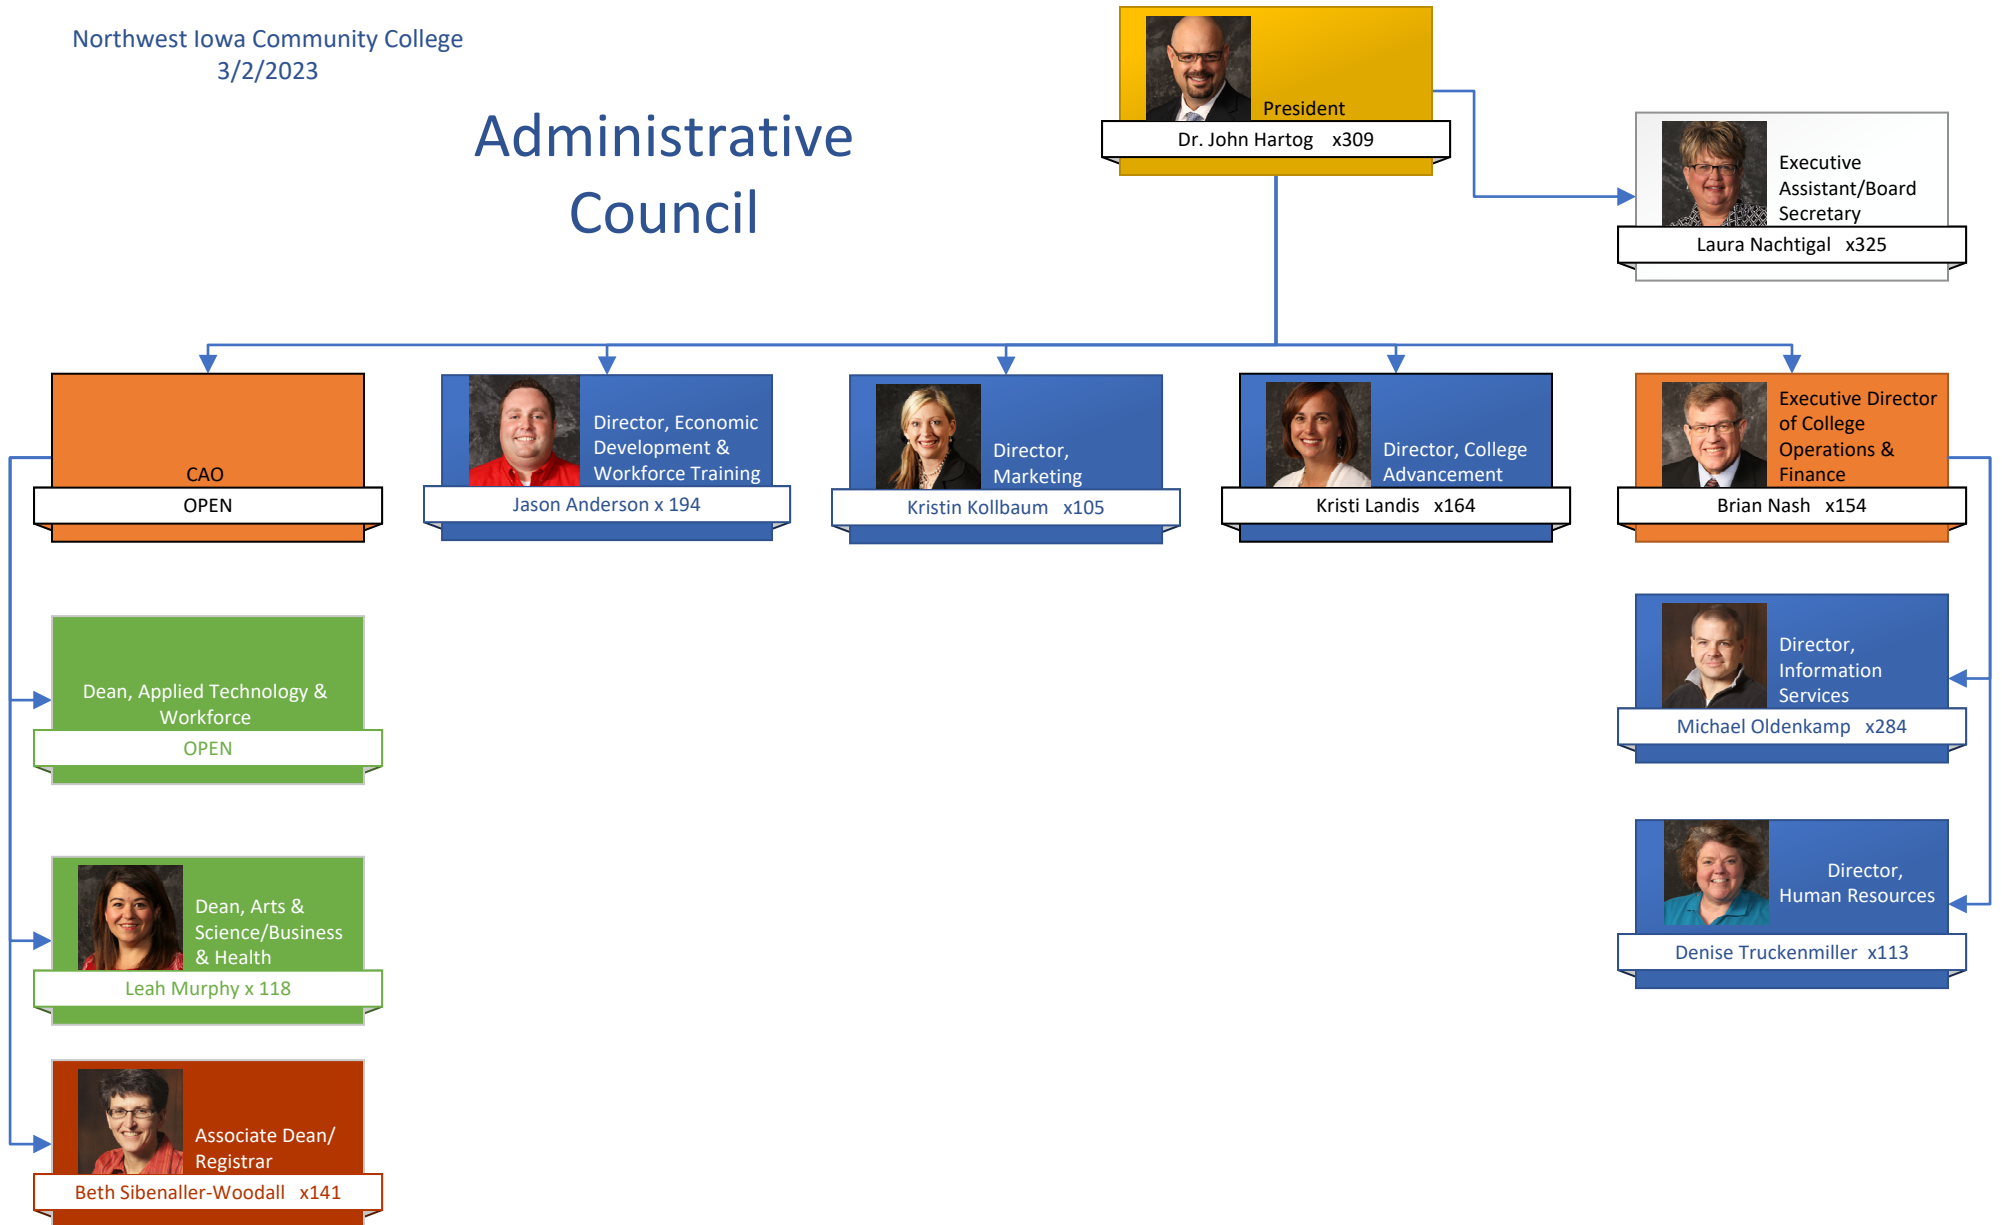 Northwest Iowa Community College
3/2/2023
Administrative
Council
President
Dr. John Hartog x309
Executive
Assistant/Board
Secretary
Laura Nachtigal x325
CAO
OPEN
Director, Economic
Development &
Workforce Training
Jason Anderson x 194
Director,
Marketing
Kristin Kollbaum x105
Director, College
Advancement
Kristi Landis x164
Executive Director
of College
Operations &
Finance
Brian Nash x154
Dean, Applied Technology &
Workforce
OPEN
Director,
Information
Services
Michael Oldenkamp x284
Dean, Arts &
Science/Business
& Health
Leah Murphy x 118
Director,
Human Resources
Denise Truckenmiller x113
Associate Dean/
Registrar
Beth Sibenaller-Woodall x141